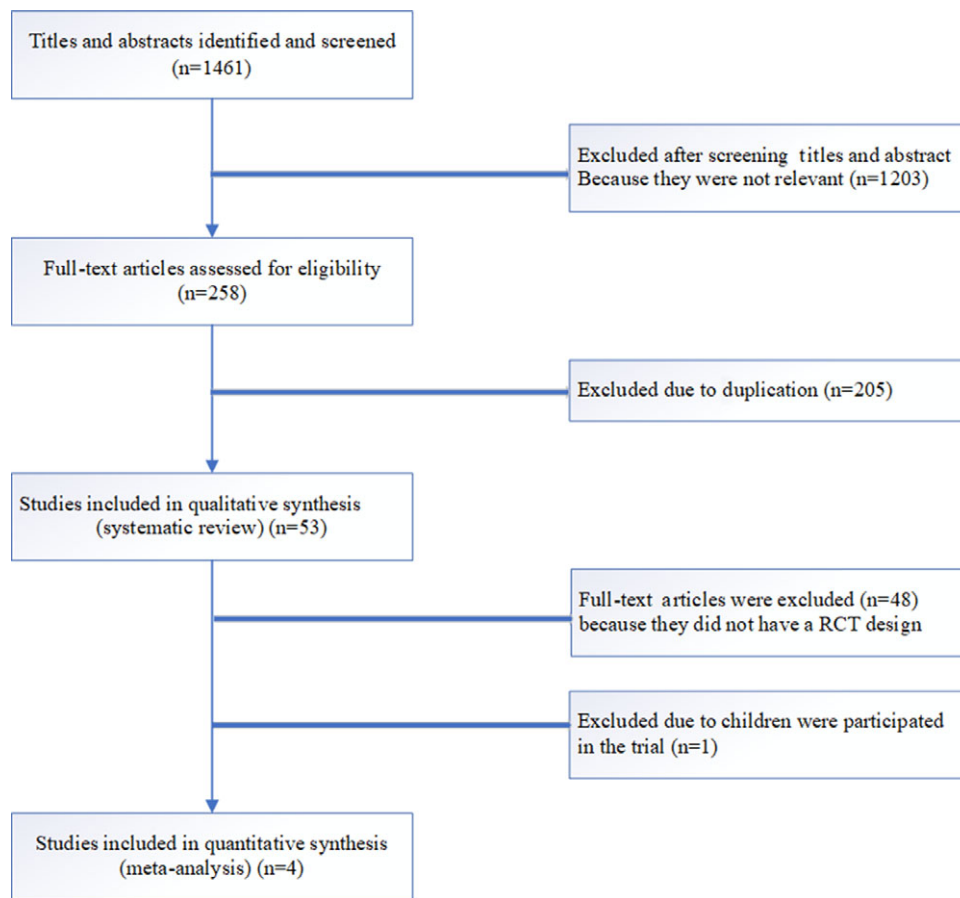 Titles and abstracts identified and screened
(n=1461)
Excluded after screening titles and abstract
Because they were not relevant (n=1203)
Full-text articles assessed for eligibility
(n=258)
Excluded due to duplication (n=205)
Studies included in qualitative synthesis
(systematic review) (n=53)
Full-text articles were excluded (n=48)
because they did not have a RCT design
Excluded due to children were participated
in the trial (n=1)
Studies included in quantitative synthesis
(meta-analysis) (n=4)